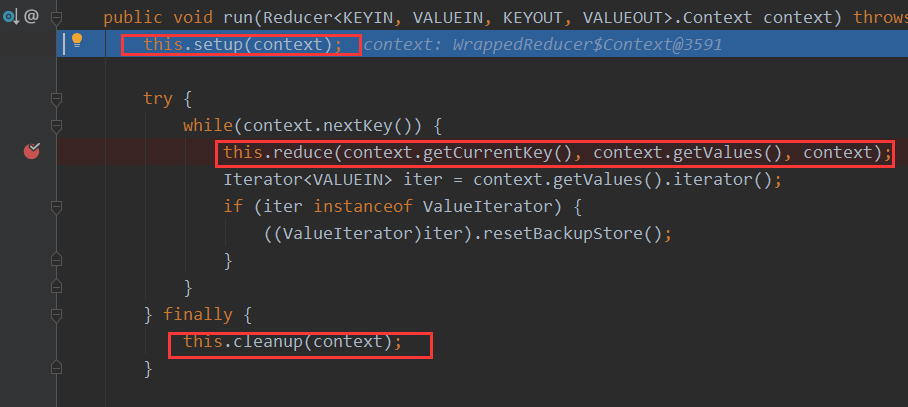 @ public void run(Reducer<KEYIN, VALUEIN, KEYOUT, VALUEOUT>.Context context) throws
this.setup(context); context: WrappedReducer$Context@3591
try {
while(context.nextKey()) {
this.reduce(context.getCurrentKey(), context.getValues(), context);
Iterator<VALUEIN> iter = context.getValues().iterator();
if (iter instanceof ValueIterator) {
((ValueIterator)iter).resetBackupStore();
}
}
} finally {
this.cleanup(context);
}